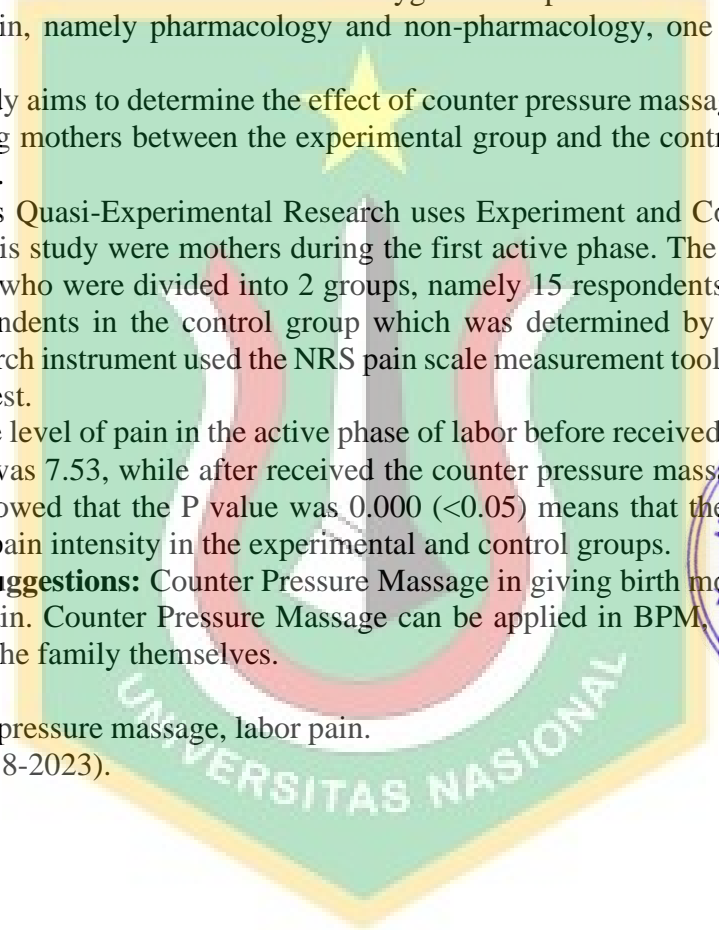 in, namely pharmacology and non-pharmacology, one
y aims to determine the effect of counter pressure massa
g mothers between the experimental group and the contr
.
s Quasi-Experimental Research uses Experiment and Co
is study were mothers during the first active phase. The
who were divided into 2 groups, namely 15 respondents
ndents in the control group which was determined by
rch instrument used the NRS pain scale measurement tool
est.
e level of pain in the active phase of labor before received
was 7.53, while after received the counter pressure massa
owed that the P value was 0.000 (<0.05) means that the
pain intensity in the experimental and control groups.
uggestions: Counter Pressure Massage in giving birth mo
in. Counter Pressure Massage can be applied in BPM,
he family themselves.
pressure massage, labor pain.
8-2023).
UNIVERSITAS NASIONAL